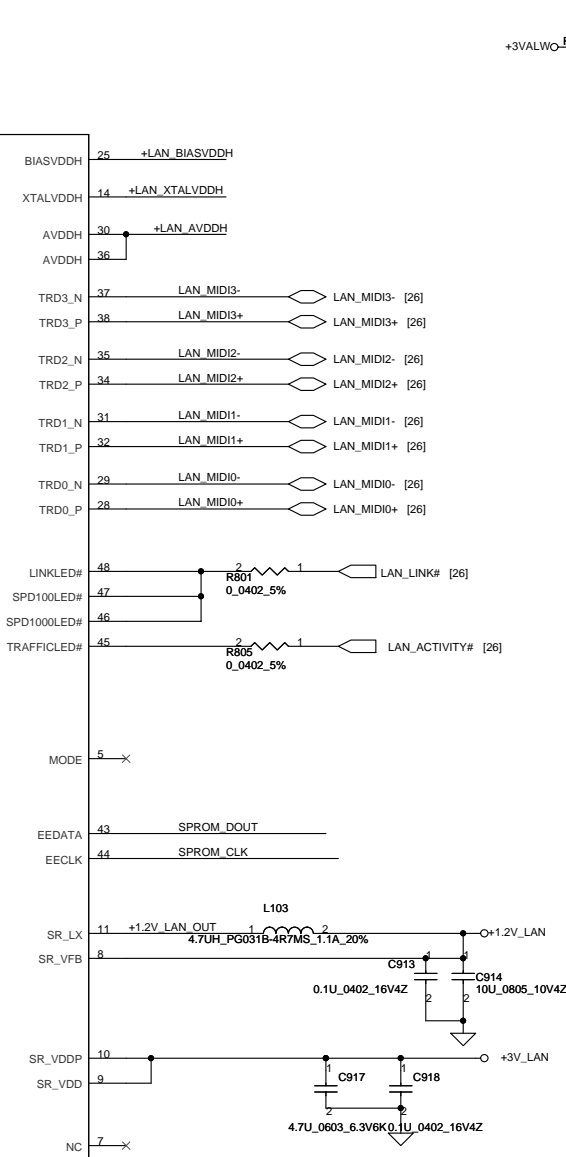 +3VALW
BIASVDDH 25 +LAN_BIASVDDH
XTALVDDH 14 +LAN_XTALVDDH
AVDDH 30 +LAN_AVDDH
AVDDH 36
TRD3_N 37 LAN_MIDI3- LAN_MIDI3- [26]
TRD3_P 38 LAN_MIDI3+ LAN_MIDI3+ [26]
TRD2_N 35 LAN_MIDI2- LAN_MIDI2- [26]
TRD2_P 34 LAN_MIDI2+ LAN_MIDI2+ [26]
TRD1_N 31 LAN_MIDI1- LAN_MIDI1- [26]
TRD1_P 32 LAN_MIDI1+ LAN_MIDI1+ [26]
TRD0_N 29 LAN_MIDI0- LAN_MIDI0- [26]
TRD0_P 28 LAN_MIDI0+ LAN_MIDI0+ [26]
LINKLED# 48 2 1 LAN_LINK# [26]
R801
0_0402_5%
SPD100LED# 47
SPD1000LED# 46
TRAFFICLED# 45 2 1 LAN_ACTIVITY# [26]
R805
0_0402_5%
MODE 5
EEDATA 43 SPROM_DOUT
EECLK 44 SPROM_CLK
L103
SR_LX 11 +1.2V_LAN_OUT 1 2 +1.2V_LAN
4.7UH_PG031B-4R7MS_1.1A_20%
SR_VFB 8
C913 1 1 C914
0.1U_0402_16V4Z 10U_0805_10V4Z
2 2
SR_VDDP 10 +3V_LAN
SR_VDD 9
1 C917 1 C918
2 2
4.7U_0603_6.3V6K 0.1U_0402_16V4Z
NC 7